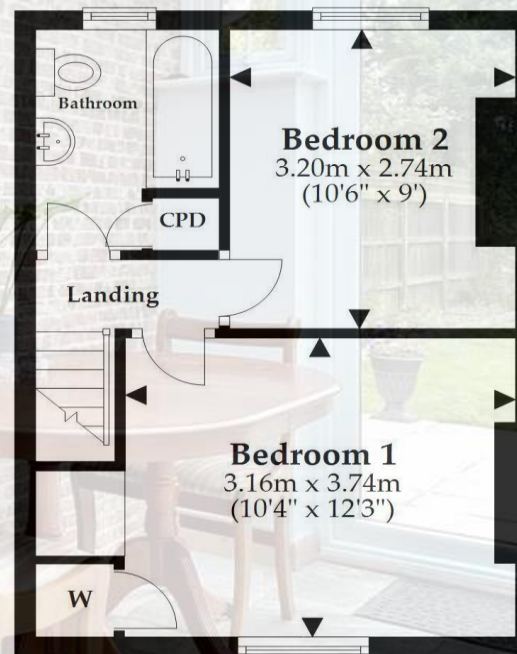 Bathroom
Bedroom 2
3.20m x 2.74m
(10'6" x 9')
CPD
Landing
Bedroom 1
3.16m x 3.74m
(10'4" x 12'3")
W